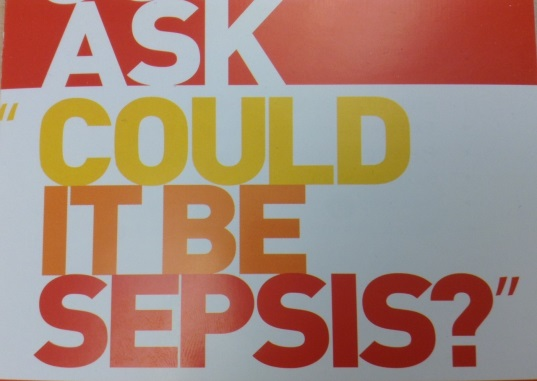 ASK
"COULD
IT BE
SEPSIS?"